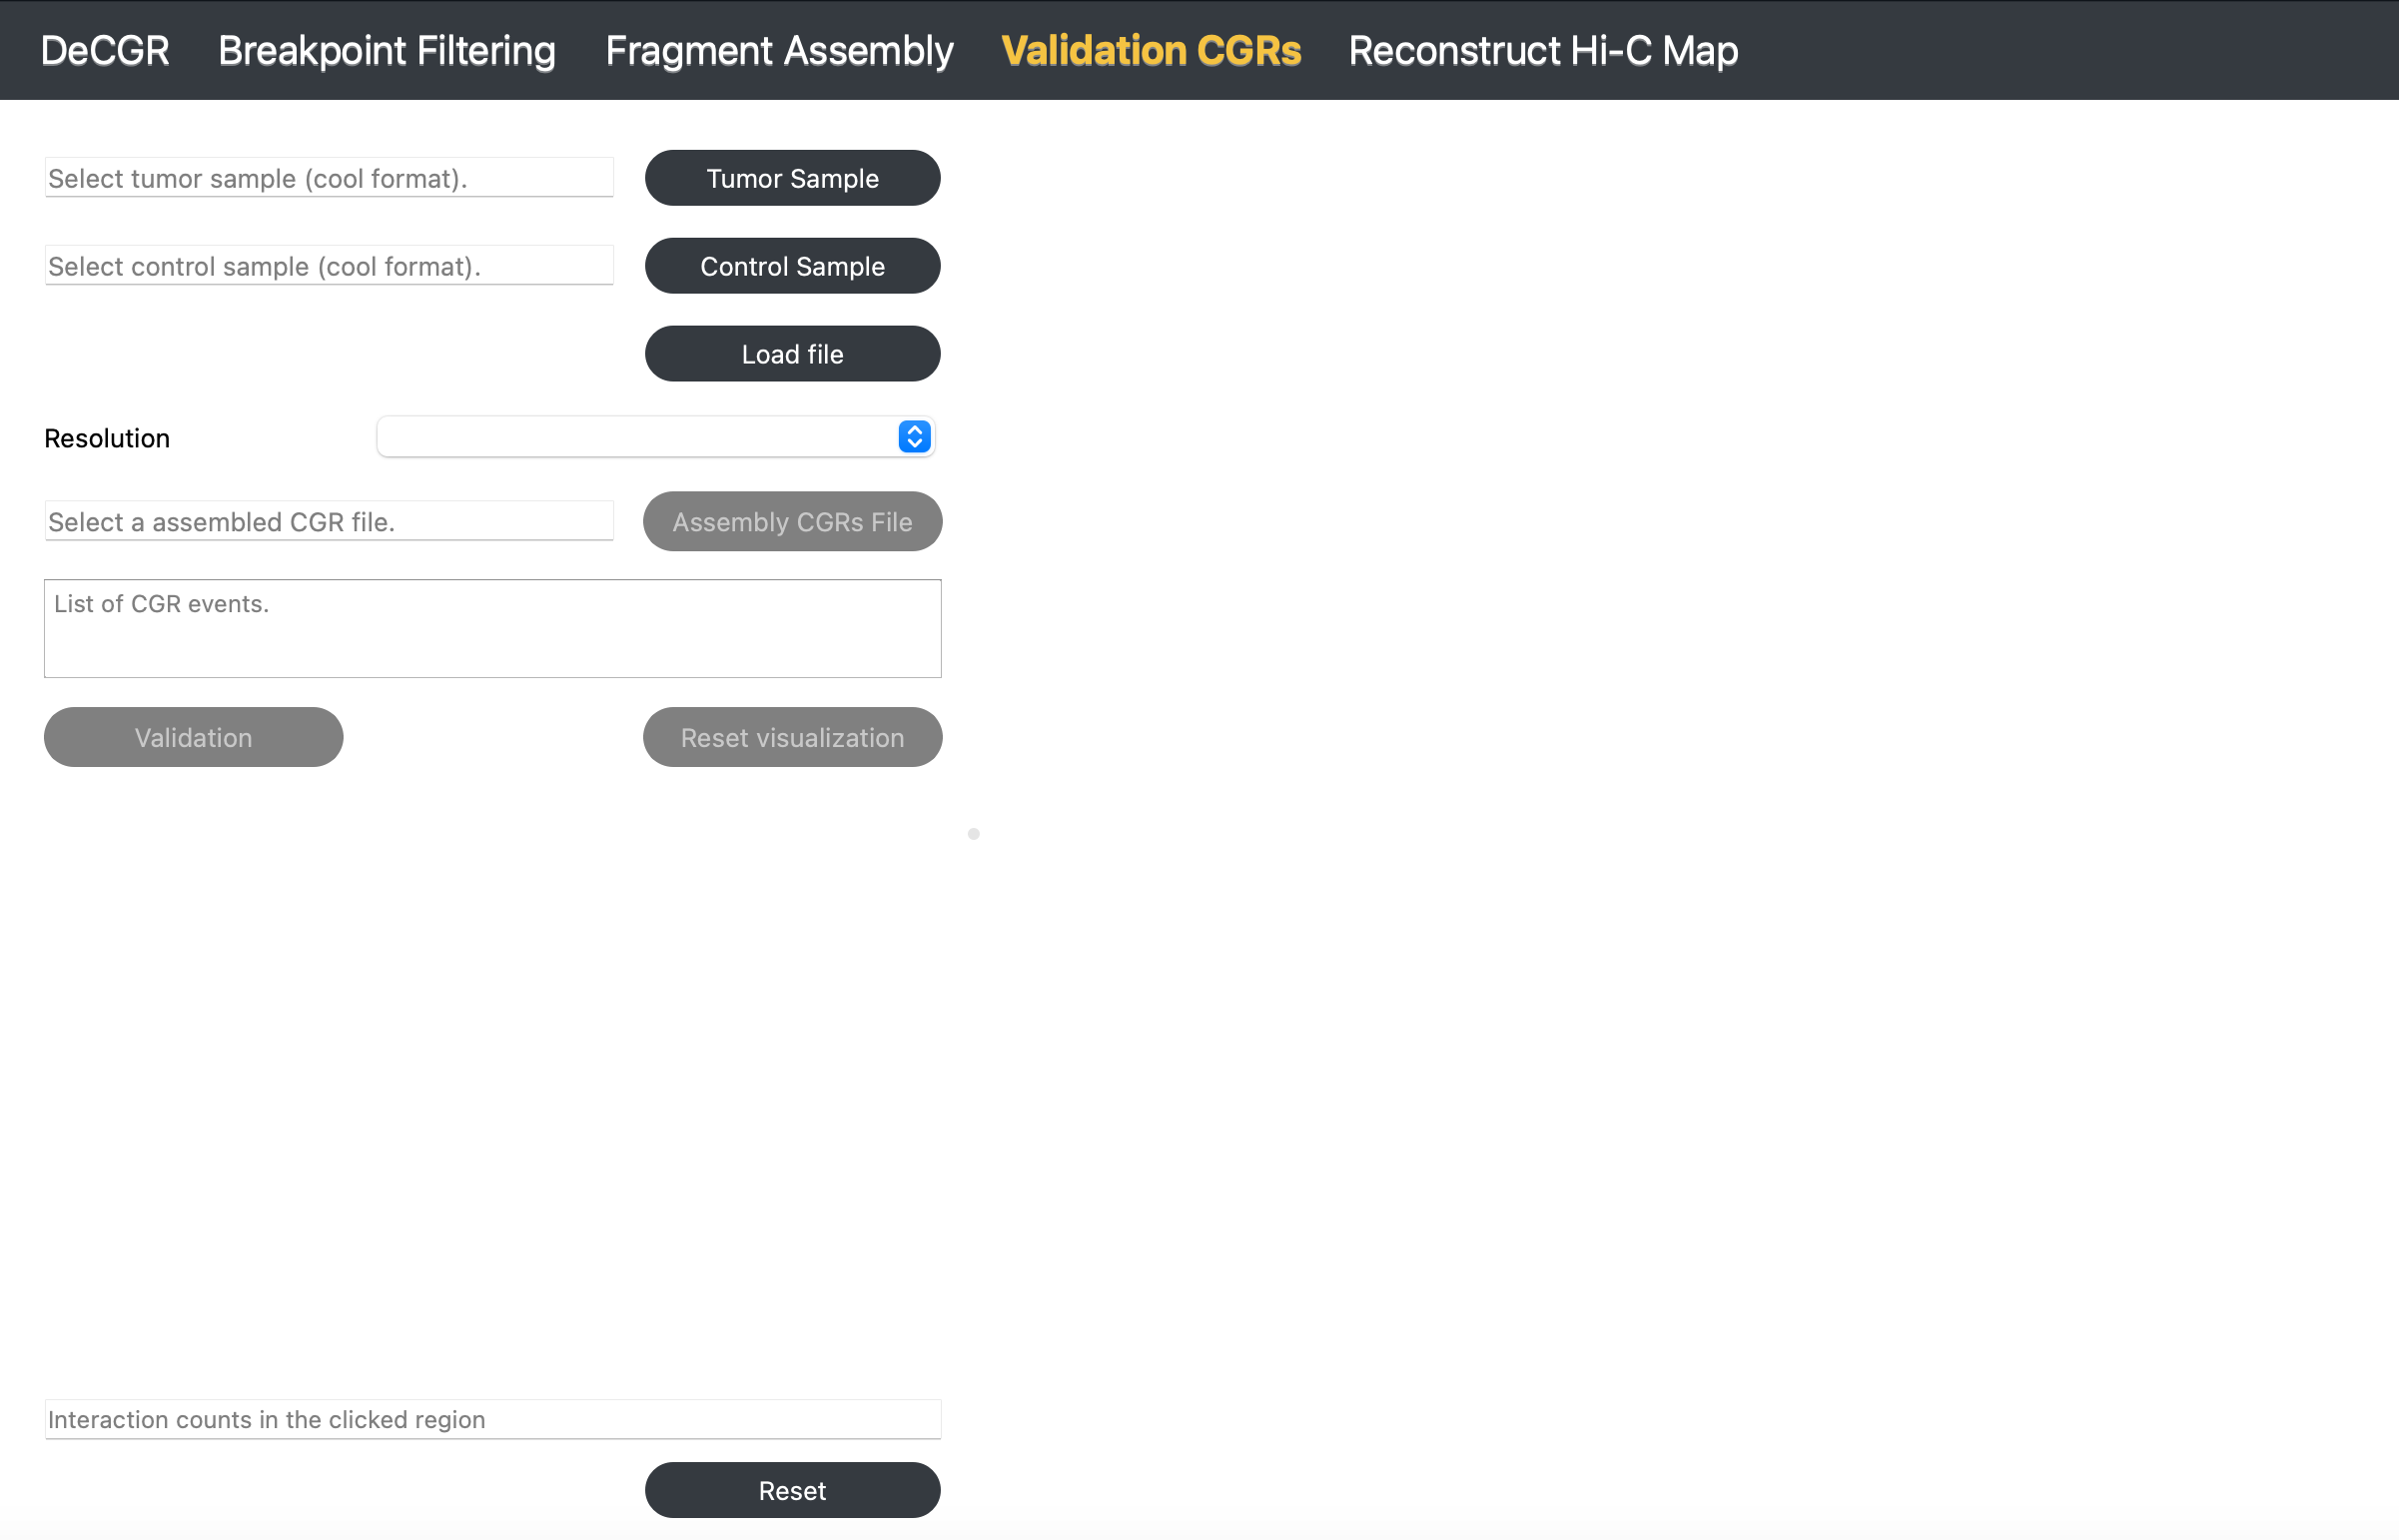 DeCGR Breakpoint Filtering Fragment Assembly Validation CGRs Reconstruct Hi-C Map
Select tumor sample (cool format). Tumor Sample
Select control sample (cool format). Control Sample
Load file
Resolution
Select a assembled CGR file. Assembly CGRs File
List of CGR events.
Validation Reset visualization
Interaction counts in the clicked region
Reset